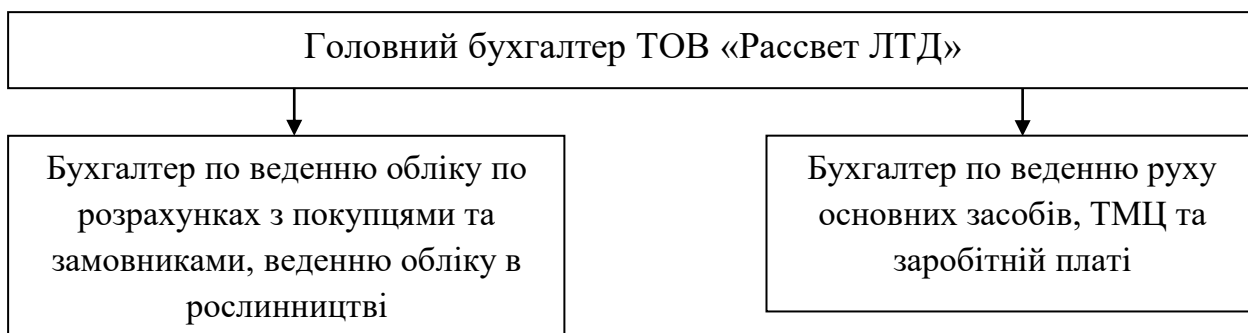 Головний бухгалтер ТОВ «Рассвет ЛТД»
Бухгалтер по веденню обліку по
розрахунках з покупцями та
замовниками, веденню обліку в
рослинництві
Бухгалтер по веденню руху
основних засобів, ТМЦ та
заробітній платі